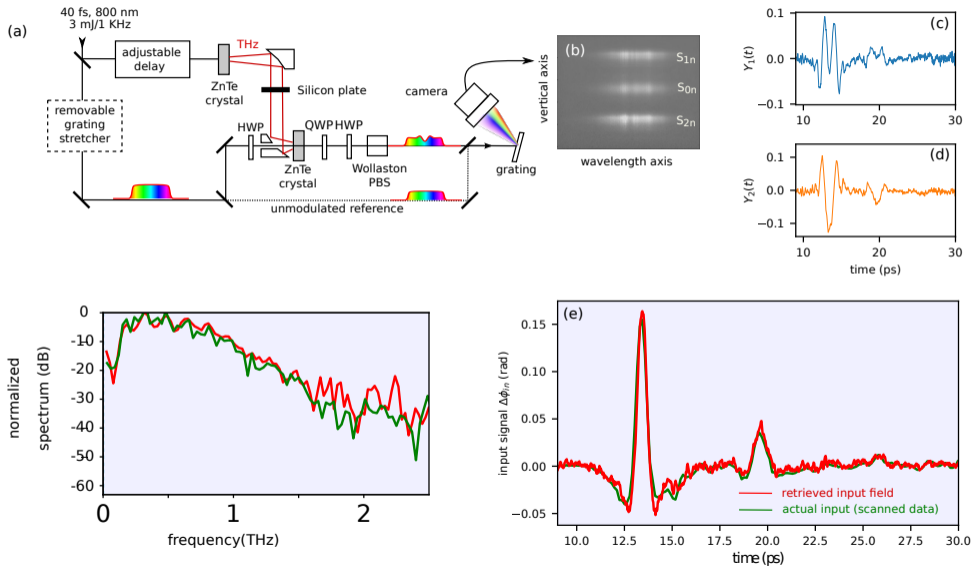 (a)
40 fs, 800 nm
3 mJ/1 KHz
adjustable
delay
THz
ZnTe
crystal
Silicon plate
removable
grating
stretcher
HWP
QWP
HWP
ZnTe
crystal
Wollaston
PBS
unmodulated reference
camera
grating
(b)
vertical axis
S1n
S0n
S2n
wavelength axis
(c)
Y1(t)
0.1
0.0
−0.1
10
20
30
(d)
Y2(t)
0.1
0.0
−0.1
10
20
30
time (ps)
normalized
spectrum (dB)
0
-10
-20
-30
-40
-50
-60
0
1
2
frequency(THz)
(e)
input signal Δϕin (rad)
0.15
0.10
0.05
0.00
−0.05
retrieved input field
actual input (scanned data)
10.0
12.5
15.0
17.5
20.0
22.5
25.0
27.5
30.0
time (ps)